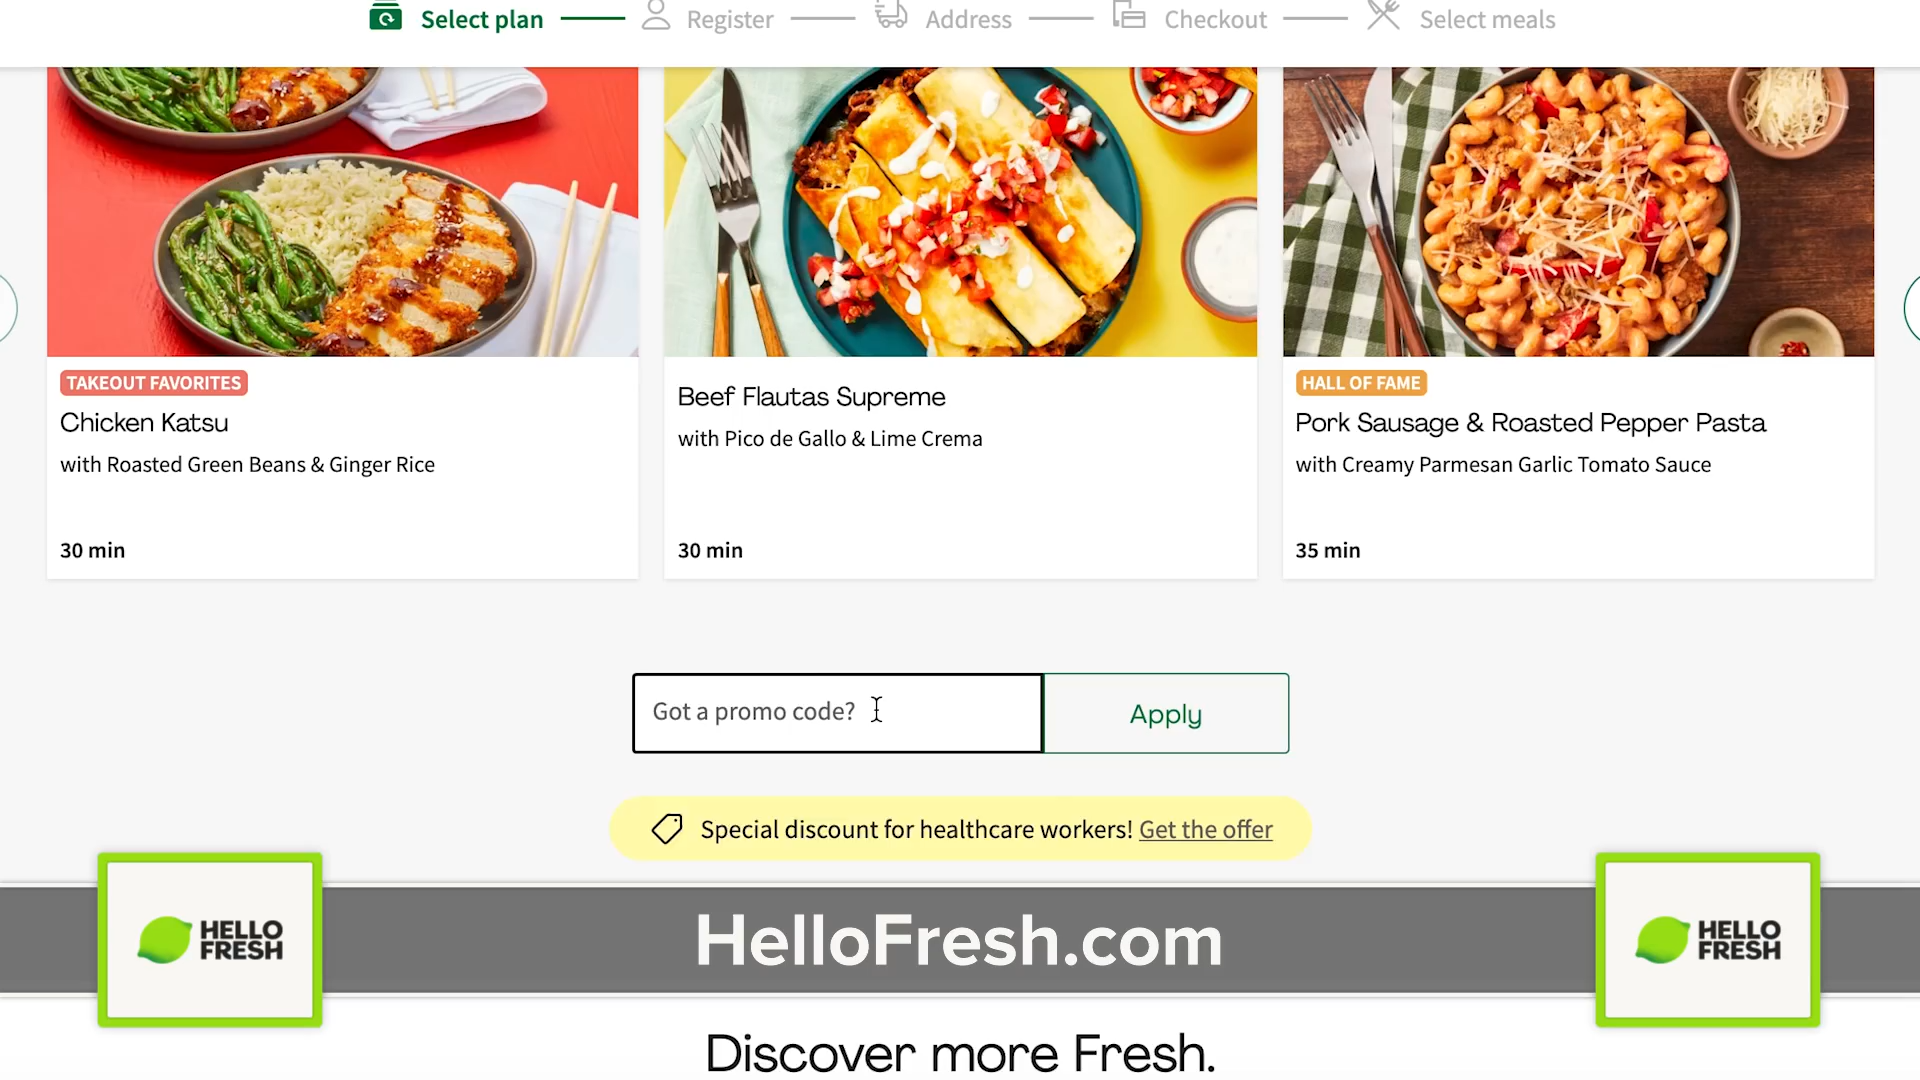 Select plan
Register
Address
Checkout
Select meals
TAKEOUT FAVORITES
Chicken Katsu
with Roasted Green Beans & Ginger Rice
30 min
Beef Flautas Supreme
with Pico de Gallo & Lime Crema
30 min
HALL OF FAME
Pork Sausage & Roasted Pepper Pasta
with Creamy Parmesan Garlic Tomato Sauce
35 min
Got a promo code?
Apply
Special discount for healthcare workers! Get the offer
HELLO
FRESH
HelloFresh.com
HELLO
FRESH
Discover more Fresh.